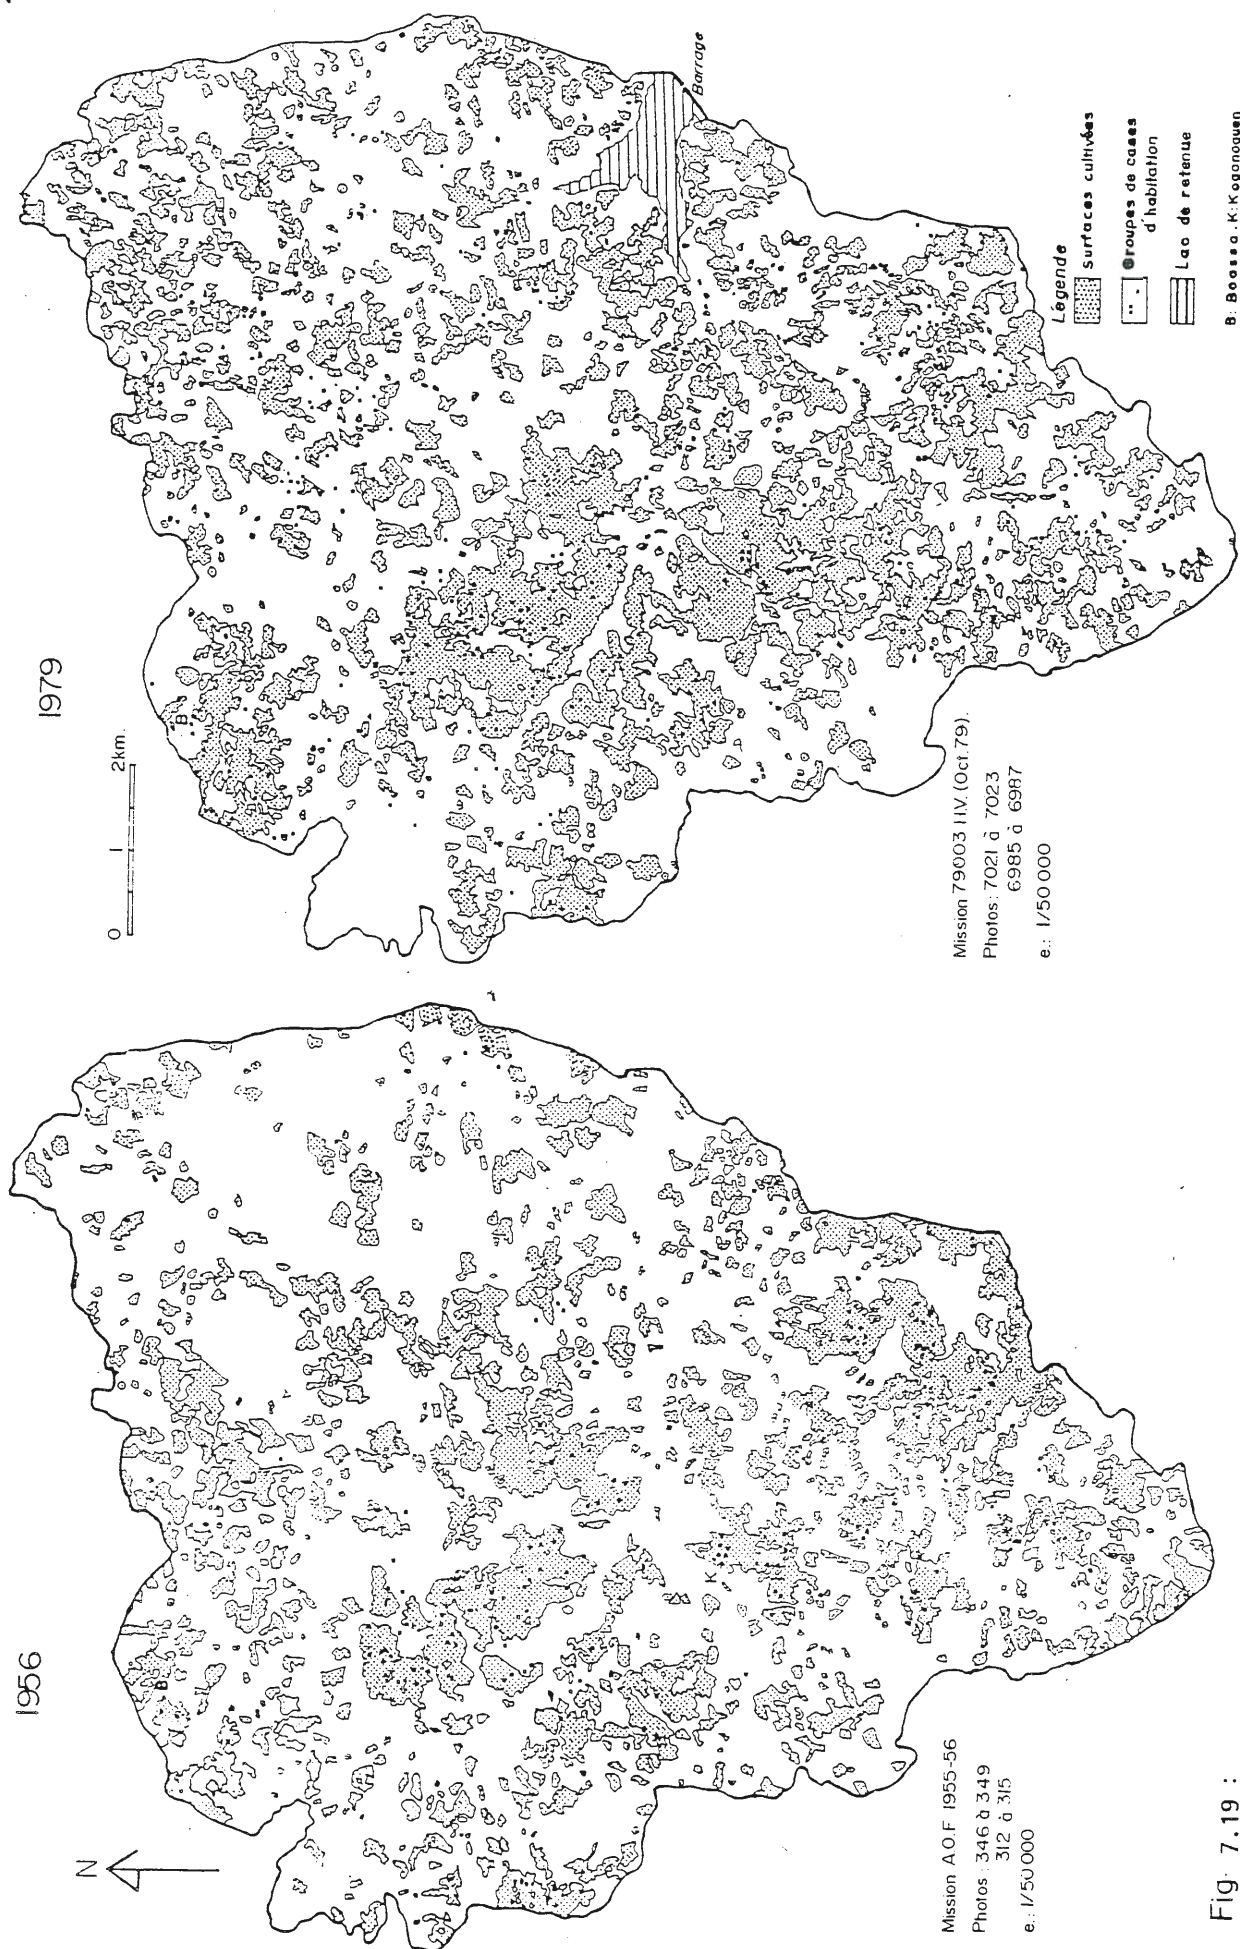 1956
N
B
K
Mission A.O.F 1955-56
Photos : 346 à 349
312 à 315
e.: 1/50 000
1979
0 1 2km.
B
Barrage
Mission 79003 IIV. (Oct.79).
Photos: 7021 à 7023
6985 à 6987
e.: 1/50 000
Légende
Surfaces cultivées
Groupes de cases
d'habitation
Lac de retenue
B: Boassa . K: Koganoguen
Fig. 7.19 :